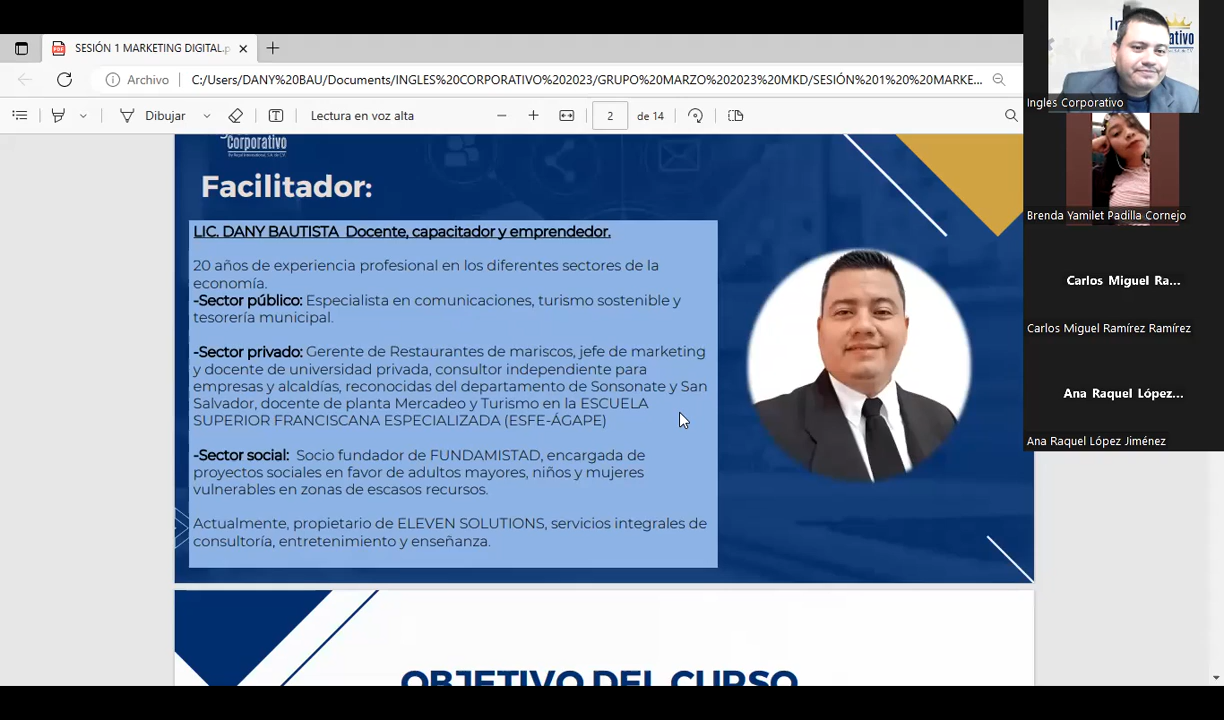 SESIÓN 1 MARKETING DIGITAL.p
Archivo
C:/Users/DANY%20BAU/Documents/INGLES%20CORPORATIVO%202023/GRUPO%20MARZO%202023%20MKD/SESIÓN%201%20%20MARKE...
Dibujar
Lectura en voz alta
2
de 14
Corporativo
Facilitador:
LIC. DANY BAUTISTA Docente, capacitador y emprendedor.
20 años de experiencia profesional en los diferentes sectores de la
economía.
-Sector público: Especialista en comunicaciones, turismo sostenible y
tesorería municipal.
-Sector privado: Gerente de Restaurantes de mariscos, jefe de marketing
y docente de universidad privada, consultor independiente para
empresas y alcaldías, reconocidas del departamento de Sonsonate y San
Salvador, docente de planta Mercadeo y Turismo en la ESCUELA
SUPERIOR FRANCISCANA ESPECIALIZADA (ESFE-ÁGAPE)
-Sector social: Socio fundador de FUNDAMISTAD, encargada de
proyectos sociales en favor de adultos mayores, niños y mujeres
vulnerables en zonas de escasos recursos.
Actualmente, propietario de ELEVEN SOLUTIONS, servicios integrales de
consultoría, entretenimiento y enseñanza.
OBJETIVO DEL CURSO
Inglés Corporativo
Brenda Yamilet Padilla Cornejo
Carlos Miguel Ra...
Carlos Miguel Ramírez Ramírez
Ana Raquel López...
Ana Raquel López Jiménez